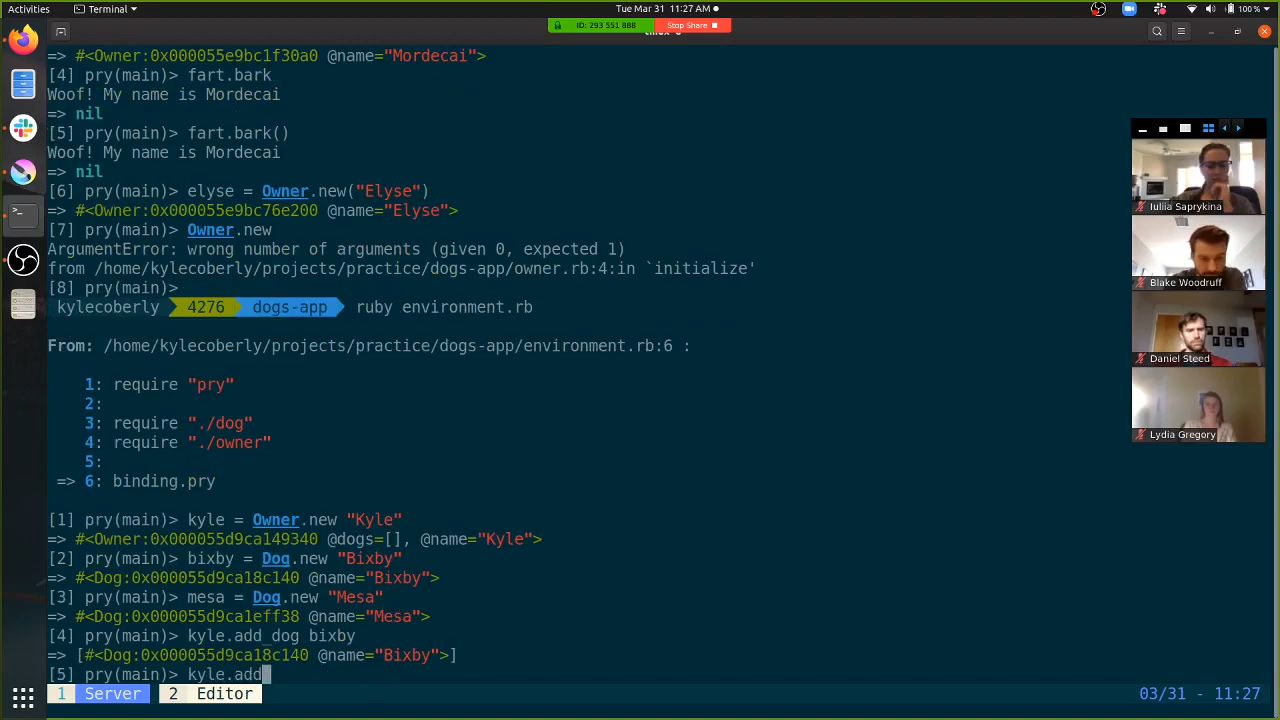 Activities
Terminal
Tue Mar 31 11:27 AM
100 %
ID: 293 551 888
Stop Share
=> #<Owner:0x000055e9bc1f30a0 @name="Mordecai">
[4] pry(main)> fart.bark
Woof! My name is Mordecai
=> nil
[5] pry(main)> fart.bark()
Woof! My name is Mordecai
=> nil
[6] pry(main)> elyse = Owner.new("Elyse")
=> #<Owner:0x000055e9bc76e200 @name="Elyse">
[7] pry(main)> Owner.new
ArgumentError: wrong number of arguments (given 0, expected 1)
from /home/kylecoberly/projects/practice/dogs-app/owner.rb:4:in `initialize'
[8] pry(main)>
kylecoberly 4276 dogs-app ruby environment.rb
From: /home/kylecoberly/projects/practice/dogs-app/environment.rb:6 :
1: require "pry"
2:
3: require "./dog"
4: require "./owner"
5:
=> 6: binding.pry
[1] pry(main)> kyle = Owner.new "Kyle"
=> #<Owner:0x000055d9ca149340 @dogs=[], @name="Kyle">
[2] pry(main)> bixby = Dog.new "Bixby"
=> #<Dog:0x000055d9ca18c140 @name="Bixby">
[3] pry(main)> mesa = Dog.new "Mesa"
=> #<Dog:0x000055d9ca1eff38 @name="Mesa">
[4] pry(main)> kyle.add_dog bixby
=> [#<Dog:0x000055d9ca18c140 @name="Bixby">]
[5] pry(main)> kyle.add
1 Server 2 Editor
03/31 - 11:27
Iuliia Saprykina
Blake Woodruff
Daniel Steed
Lydia Gregory